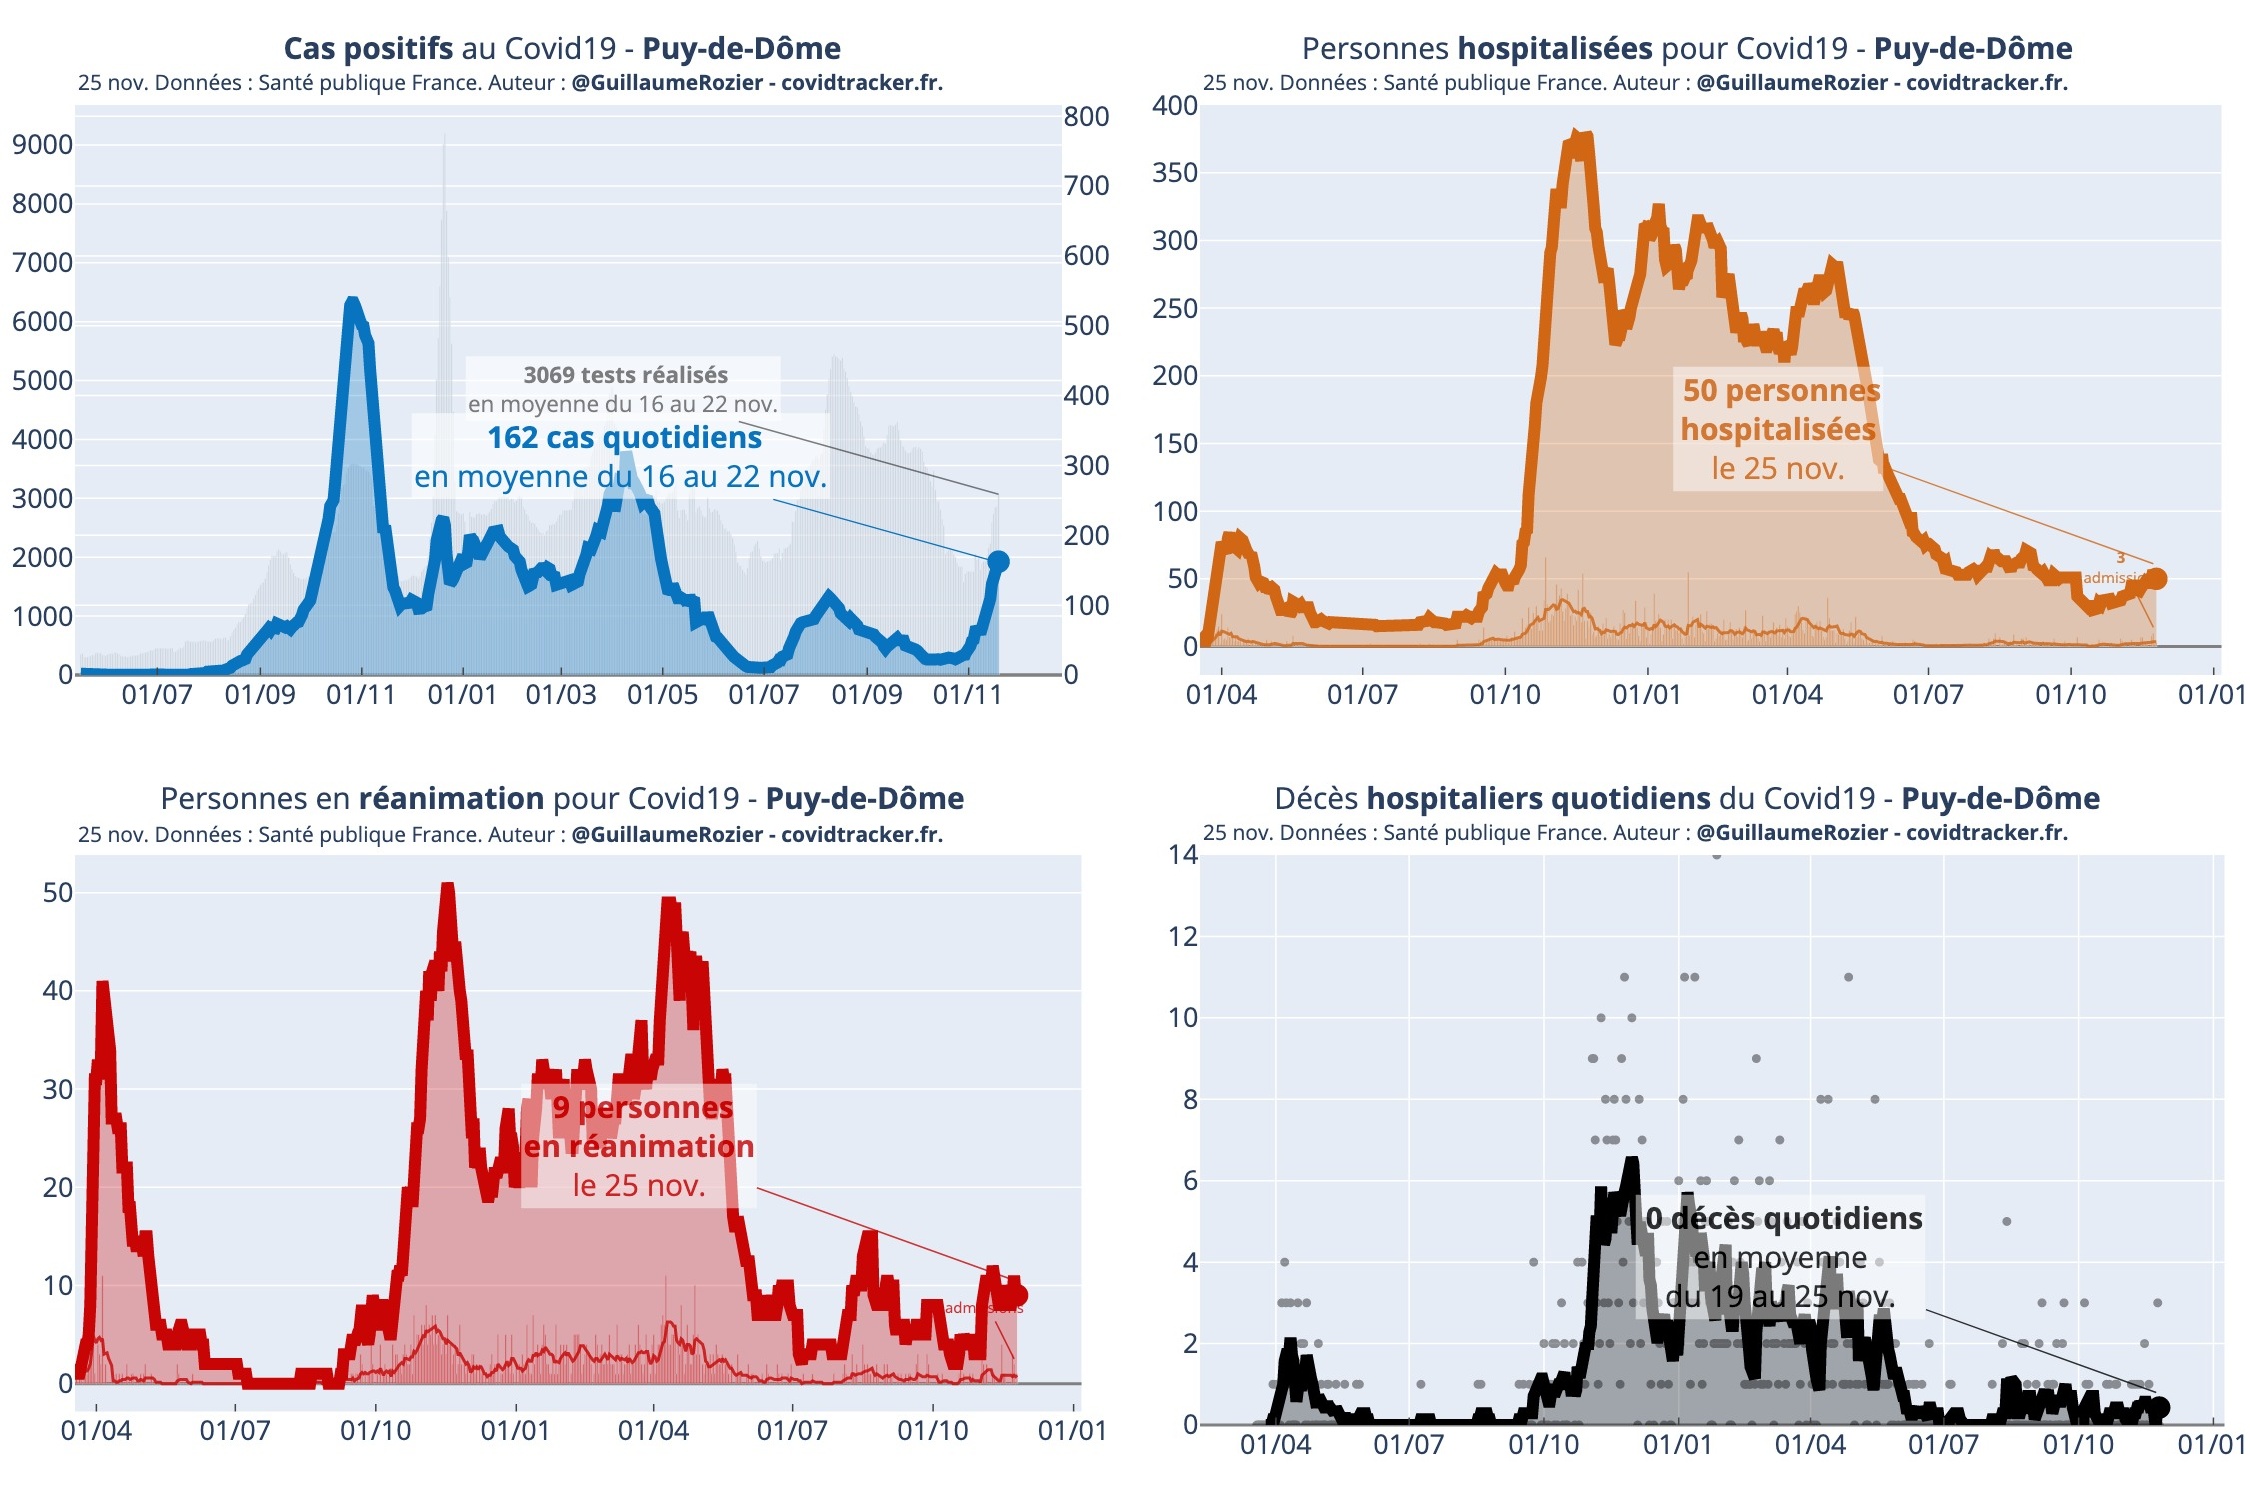 Cas positifs au Covid19 - Puy-de-Dôme
25 nov. Données : Santé publique France. Auteur : @GuillaumeRozier - covidtracker.fr.
9000
8000
7000
6000
5000
4000
3000
2000
1000
0
800
700
600
500
400
300
200
100
0
3069 tests réalisés
en moyenne du 16 au 22 nov.
162 cas quotidiens
en moyenne du 16 au 22 nov.
01/07 01/09 01/11 01/01 01/03 01/05 01/07 01/09 01/11
Personnes hospitalisées pour Covid19 - Puy-de-Dôme
25 nov. Données : Santé publique France. Auteur : @GuillaumeRozier - covidtracker.fr.
400
350
300
250
200
150
100
50
0
50 personnes
hospitalisées
le 25 nov.
3
01/04 01/07 01/10 01/01 01/04 01/07 01/10 01/01
Personnes en réanimation pour Covid19 - Puy-de-Dôme
25 nov. Données : Santé publique France. Auteur : @GuillaumeRozier - covidtracker.fr.
50
40
30
20
10
0
9 personnes
en réanimation
le 25 nov.
admissions
01/04 01/07 01/10 01/01 01/04 01/07 01/10 01/01
Décès hospitaliers quotidiens du Covid19 - Puy-de-Dôme
25 nov. Données : Santé publique France. Auteur : @GuillaumeRozier - covidtracker.fr.
14
12
10
8
6
4
2
0
0 décès quotidiens
en moyenne
du 19 au 25 nov.
01/04 01/07 01/10 01/01 01/04 01/07 01/10 01/01